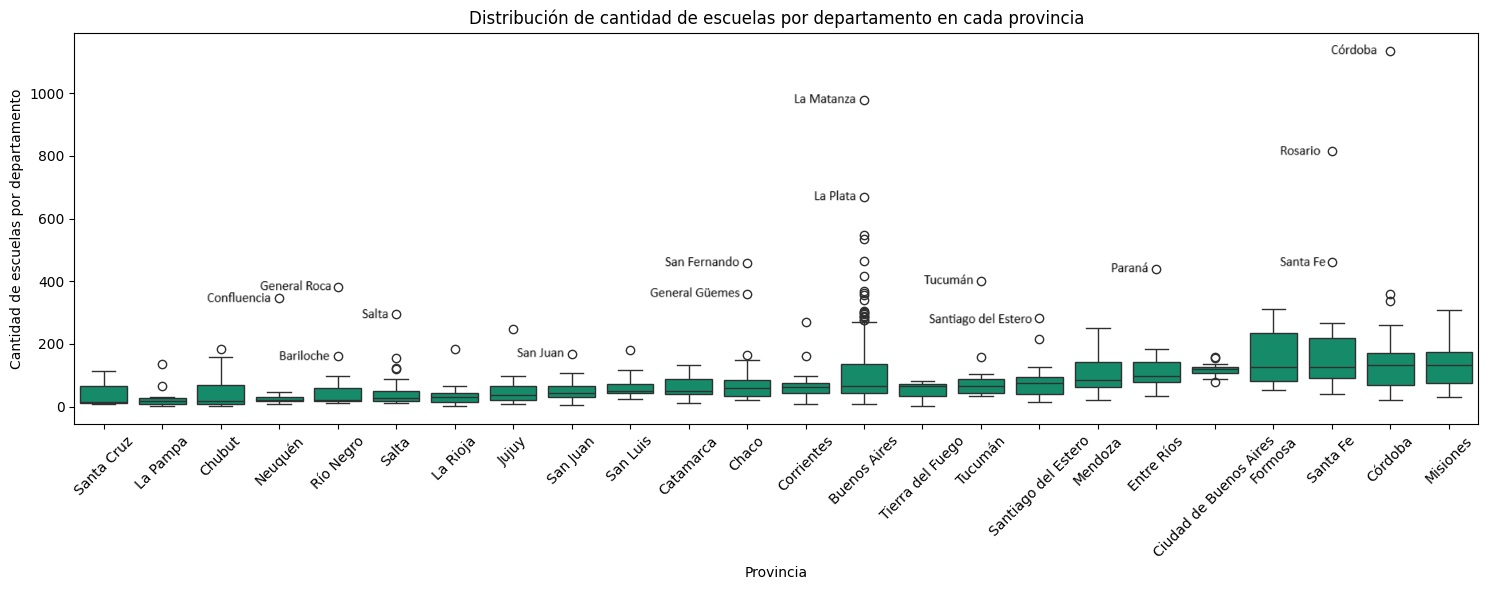 Distribución de cantidad de escuelas por departamento en cada provincia
Cantidad de escuelas por departamento
1000
800
600
400
200
0
Córdoba
La Matanza
Rosario
La Plata
San Fernando
Santa Fe
Paraná
Tucumán
General Roca
Confluencia
General Güemes
Salta
Santiago del Estero
Bariloche
San Juan
Santa Cruz
La Pampa
Chubut
Neuquén
Río Negro
Salta
La Rioja
Jujuy
San Juan
San Luis
Catamarca
Chaco
Corrientes
Buenos Aires
Tierra del Fuego
Tucumán
Santiago del Estero
Mendoza
Entre Ríos
Ciudad de Buenos Aires
Formosa
Santa Fe
Córdoba
Misiones
Provincia